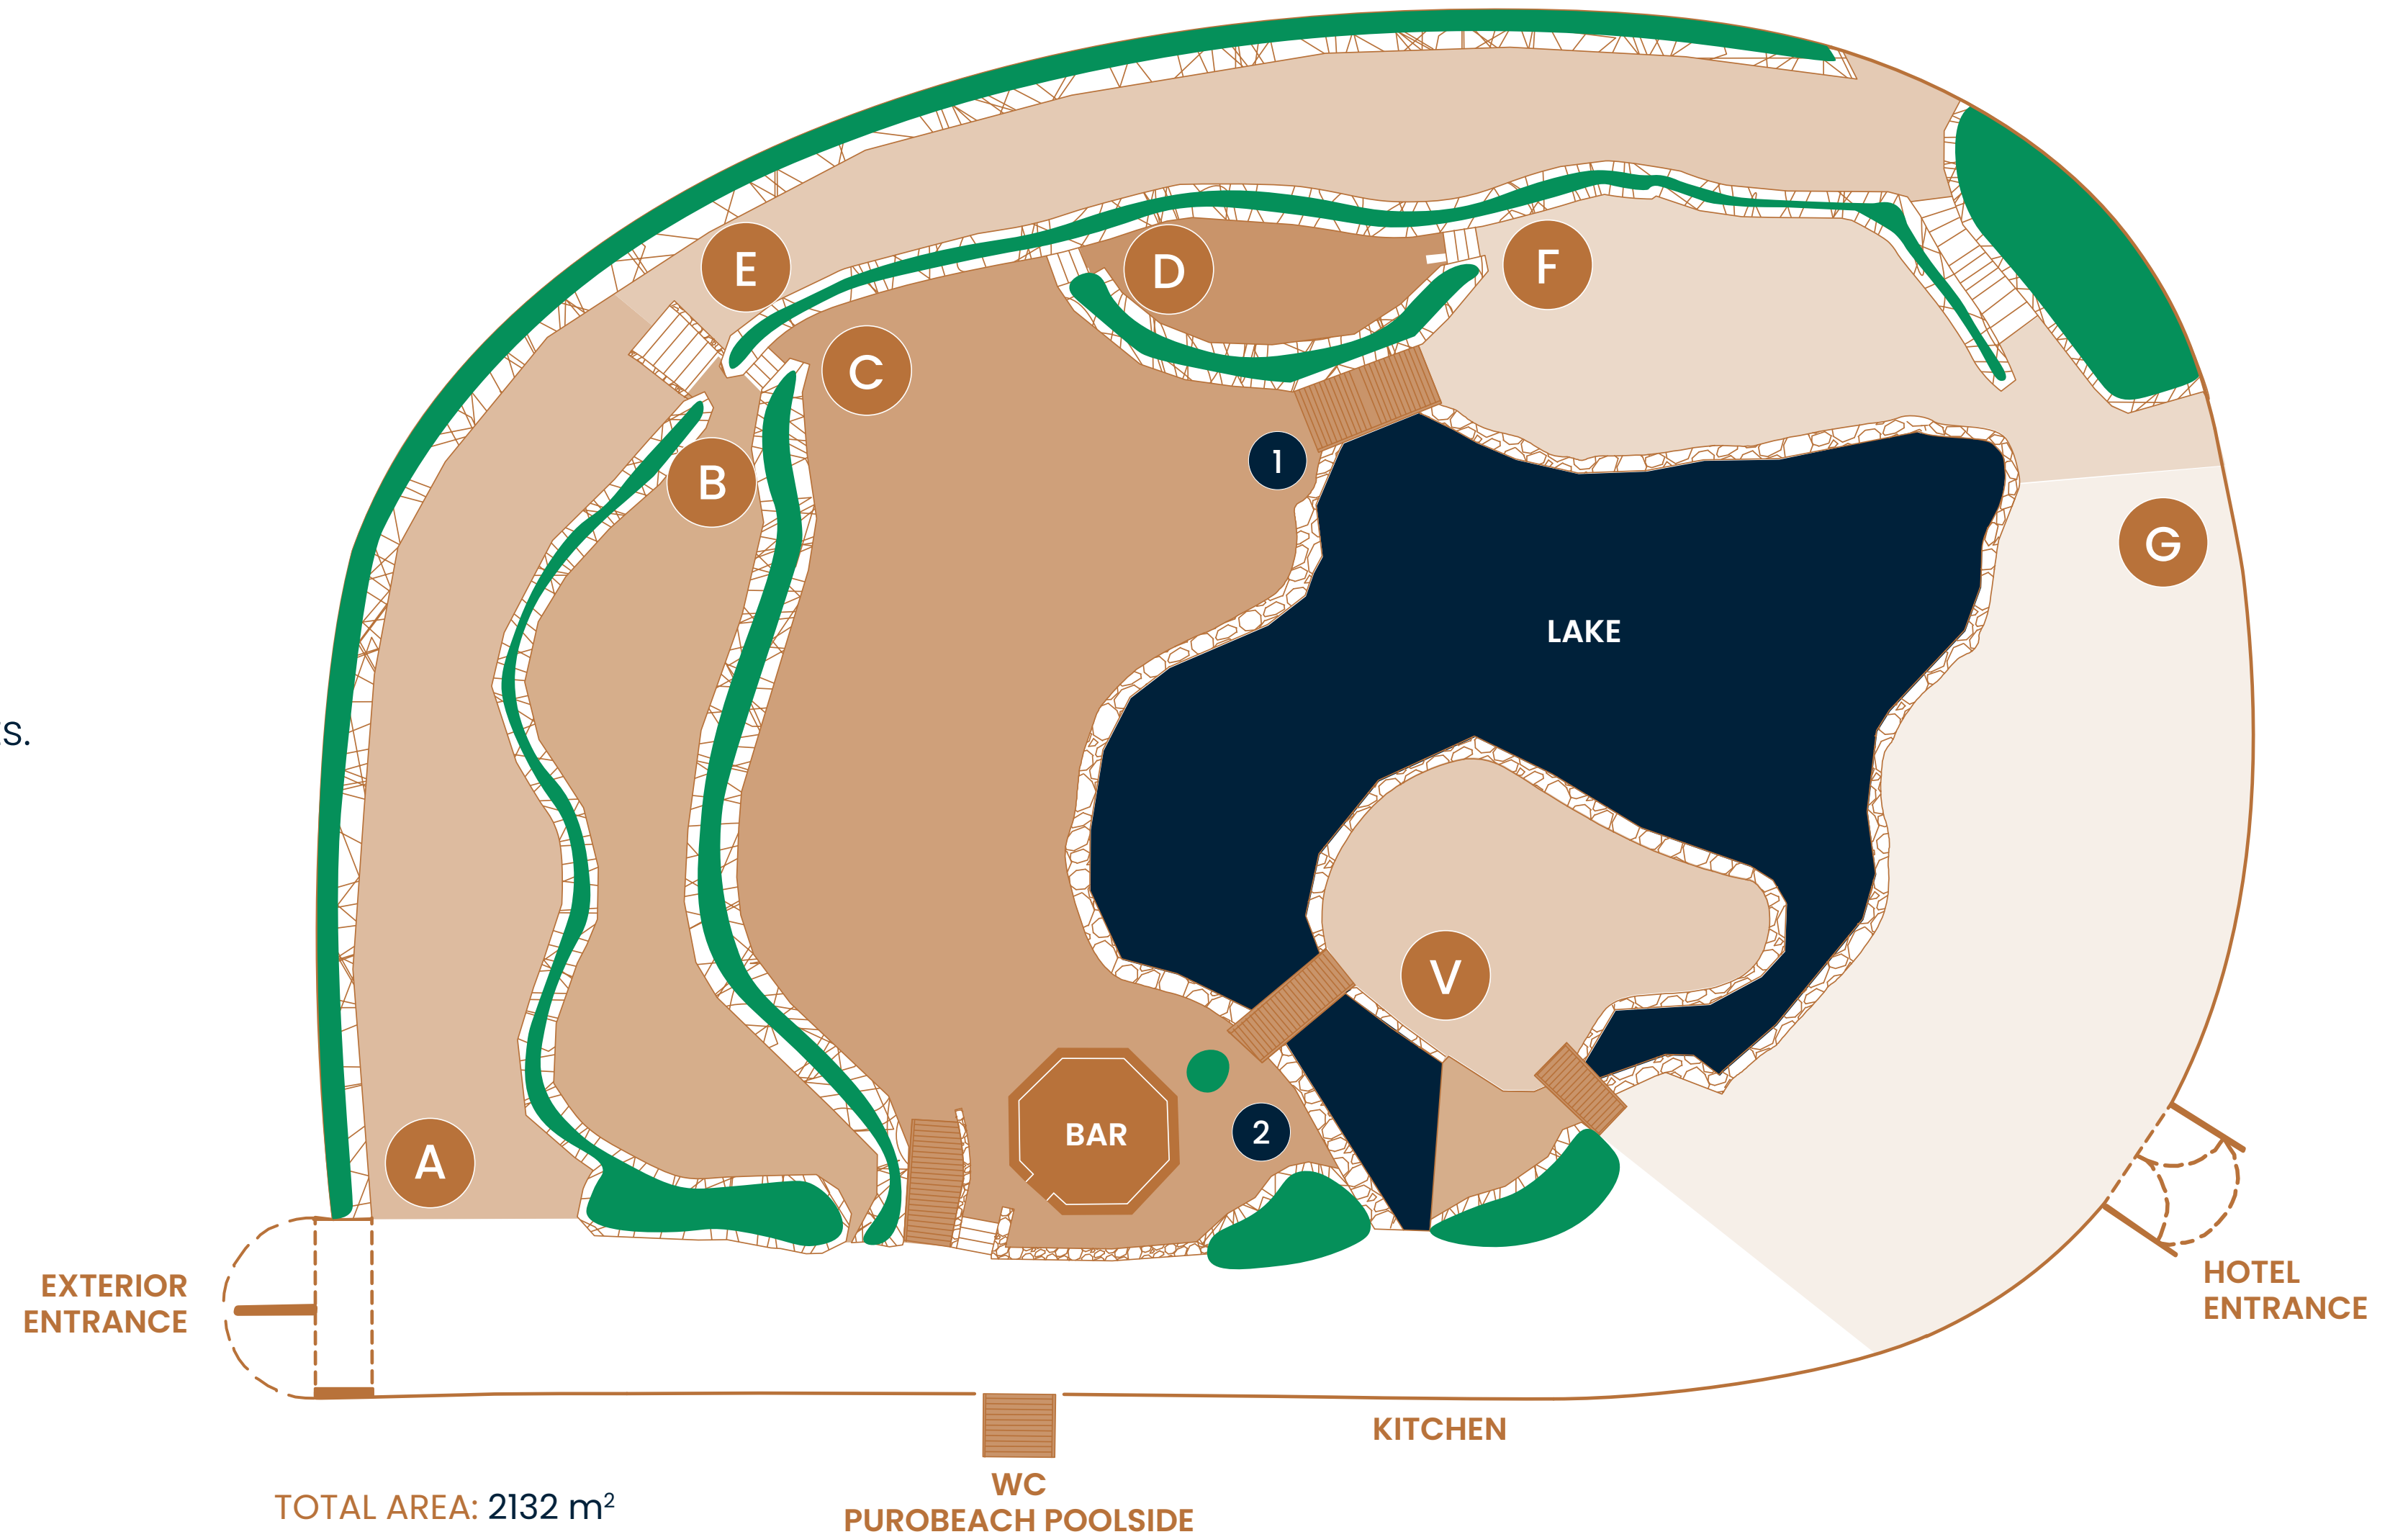 E
D
F
C
1
B
G
LAKE
s.
V
BAR
2
A
EXTERIOR
ENTRANCE
HOTEL
ENTRANCE
KITCHEN
WC
PUROBEACH POOLSIDE
TOTAL AREA: 2132 m²